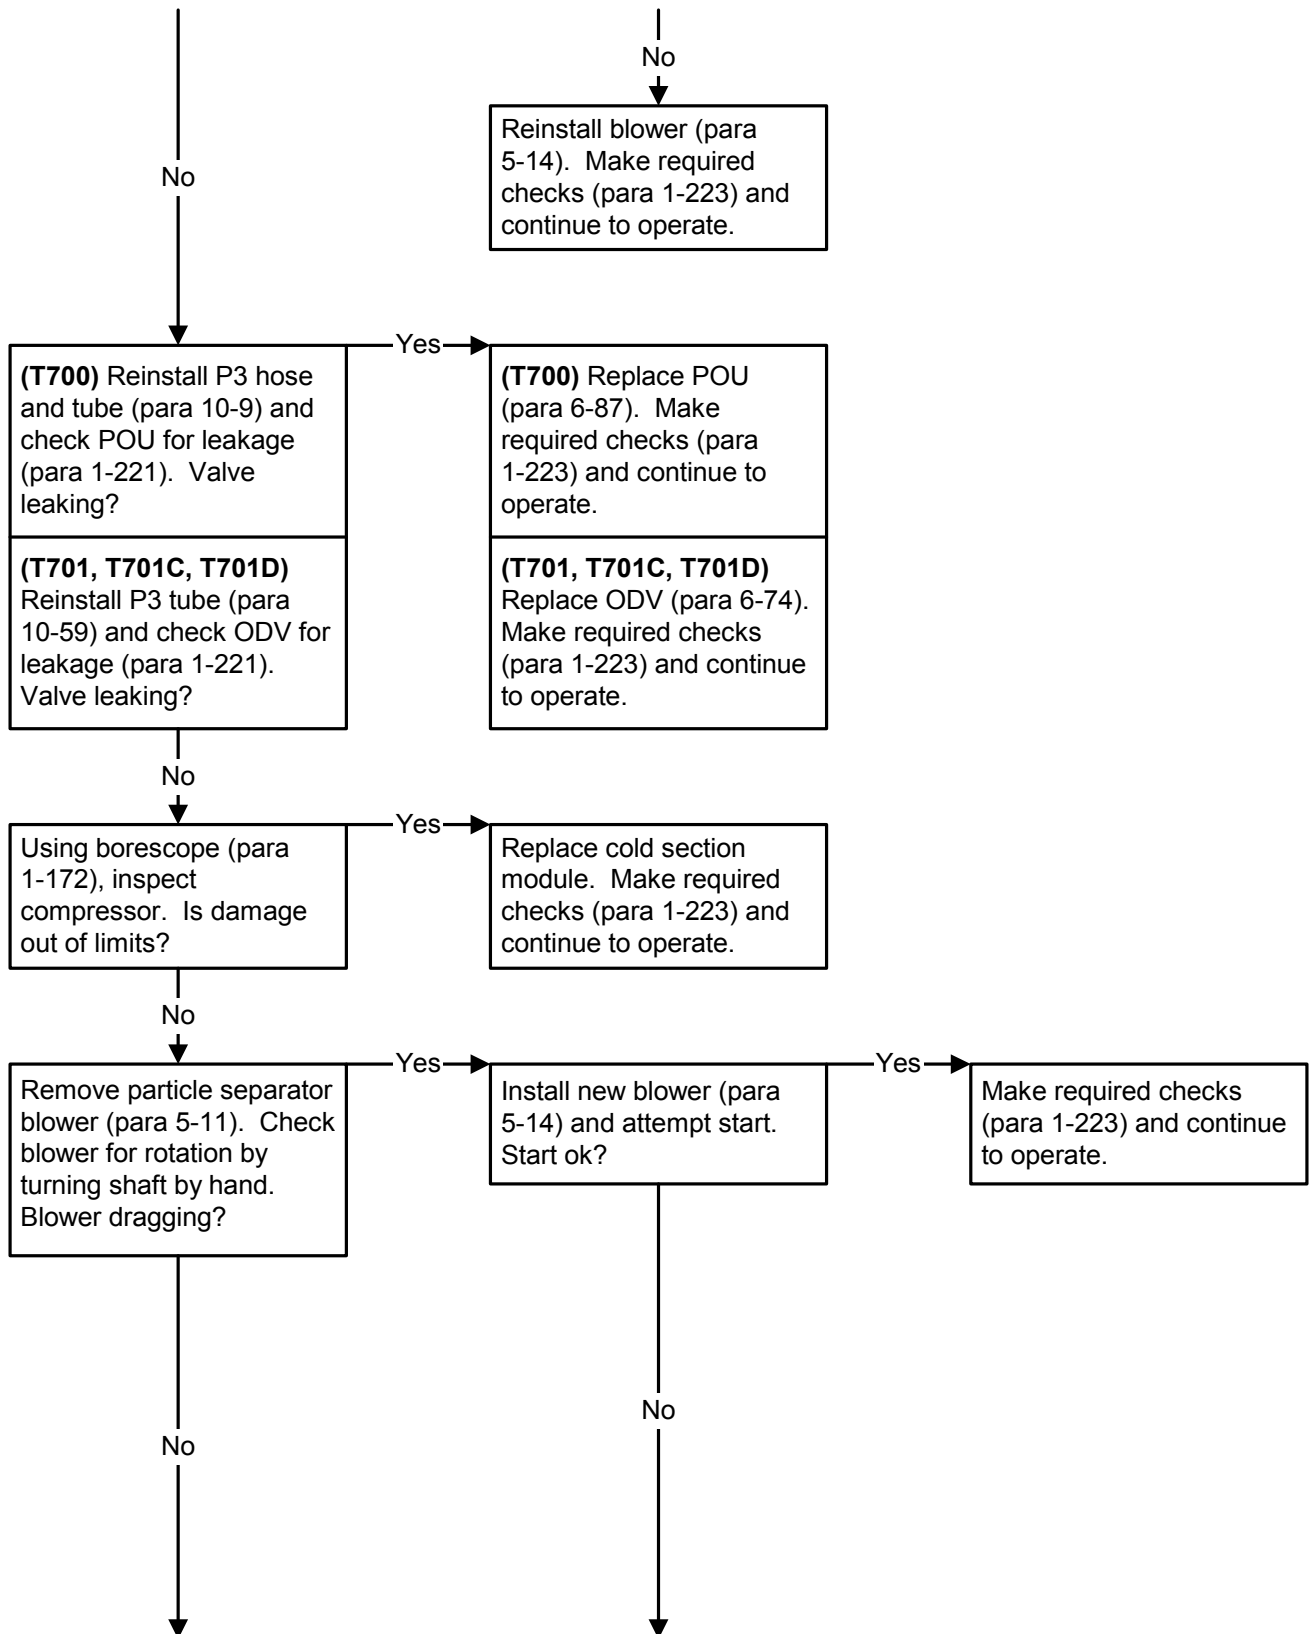 No
Reinstall blower (para
5-14).  Make required
checks (para 1-223) and
continue to operate.
No
Yes
(T700) Reinstall P3 hose
and tube (para 10-9) and
check POU for leakage
(para 1-221).  Valve
leaking?
(T700) Replace POU
(para 6-87).  Make
required checks (para
1-223) and continue to
operate.
(T701, T701C, T701D)
Reinstall P3 tube (para
10-59) and check ODV for
leakage (para 1-221).
Valve leaking?
(T701, T701C, T701D)
Replace ODV (para 6-74).
Make required checks
(para 1-223) and continue
to operate.
No
Yes
Using borescope (para
1-172), inspect
compressor.  Is damage
out of limits?
Replace cold section
module.  Make required
checks (para 1-223) and
continue to operate.
No
Yes
Yes
Remove particle separator
blower (para 5-11).  Check
blower for rotation by
turning shaft by hand.
Blower dragging?
Install new blower (para
5-14) and attempt start.
Start ok?
Make required checks
(para 1-223) and continue
to operate.
No
No